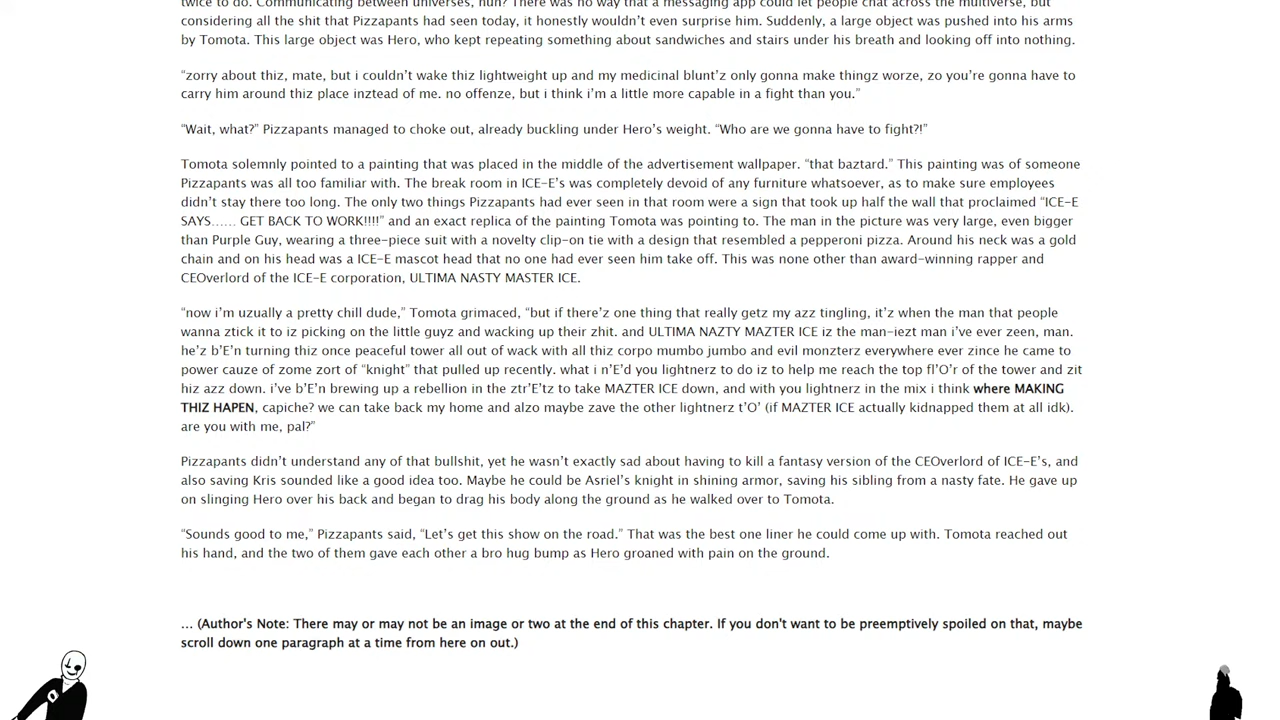 twice to do. Communicating between universes, huh? There was no way that a messaging app could let people chat across the multiverse, but
considering all the shit that Pizzapants had seen today, it honestly wouldn’t even surprise him. Suddenly, a large object was pushed into his arms
by Tomota. This large object was Hero, who kept repeating something about sandwiches and stairs under his breath and looking off into nothing.
“zorry about thiz, mate, but i couldn’t wake thiz lightweight up and my medicinal blunt’z only gonna make thingz worze, zo you’re gonna have to
carry him around thiz place inztead of me. no offenze, but i think i’m a little more capable in a fight than you.”
“Wait, what?” Pizzapants managed to choke out, already buckling under Hero’s weight. “Who are we gonna have to fight?!”
Tomota solemnly pointed to a painting that was placed in the middle of the advertisement wallpaper. “that baztard.” This painting was of someone
Pizzapants was all too familiar with. The break room in ICE-E’s was completely devoid of any furniture whatsoever, as to make sure employees
didn’t stay there too long. The only two things Pizzapants had ever seen in that room were a sign that took up half the wall that proclaimed “ICE-E
SAYS…… GET BACK TO WORK!!!!” and an exact replica of the painting Tomota was pointing to. The man in the picture was very large, even bigger
than Purple Guy, wearing a three-piece suit with a novelty clip-on tie with a design that resembled a pepperoni pizza. Around his neck was a gold
chain and on his head was a ICE-E mascot head that no one had ever seen him take off. This was none other than award-winning rapper and
CEOverlord of the ICE-E corporation, ULTIMA NASTY MASTER ICE.
“now i’m uzually a pretty chill dude,” Tomota grimaced, “but if there’z one thing that really getz my azz tingling, it’z when the man that people
wanna ztick it to iz picking on the little guyz and wacking up their zhit. and ULTIMA NAZTY MAZTER ICE iz the man-iezt man i’ve ever zeen, man.
he’z b’E’n turning thiz once peaceful tower all out of wack with all thiz corpo mumbo jumbo and evil monzterz everywhere ever zince he came to
power cauze of zome zort of “knight” that pulled up recently. what i n’E’d you lightnerz to do iz to help me reach the top fl’O’r of the tower and zit
hiz azz down. i’ve b’E’n brewing up a rebellion in the ztr’E’tz to take MAZTER ICE down, and with you lightnerz in the mix i think where MAKING
THIZ HAPEN, capiche? we can take back my home and alzo maybe zave the other lightnerz t’O’ (if MAZTER ICE actually kidnapped them at all idk).
are you with me, pal?”
Pizzapants didn’t understand any of that bullshit, yet he wasn’t exactly sad about having to kill a fantasy version of the CEOverlord of ICE-E’s, and
also saving Kris sounded like a good idea too. Maybe he could be Asriel’s knight in shining armor, saving his sibling from a nasty fate. He gave up
on slinging Hero over his back and began to drag his body along the ground as he walked over to Tomota.
“Sounds good to me,” Pizzapants said, “Let’s get this show on the road.” That was the best one liner he could come up with. Tomota reached out
his hand, and the two of them gave each other a bro hug bump as Hero groaned with pain on the ground.
… (Author's Note: There may or may not be an image or two at the end of this chapter. If you don't want to be preemptively spoiled on that, maybe
scroll down one paragraph at a time from here on out.)